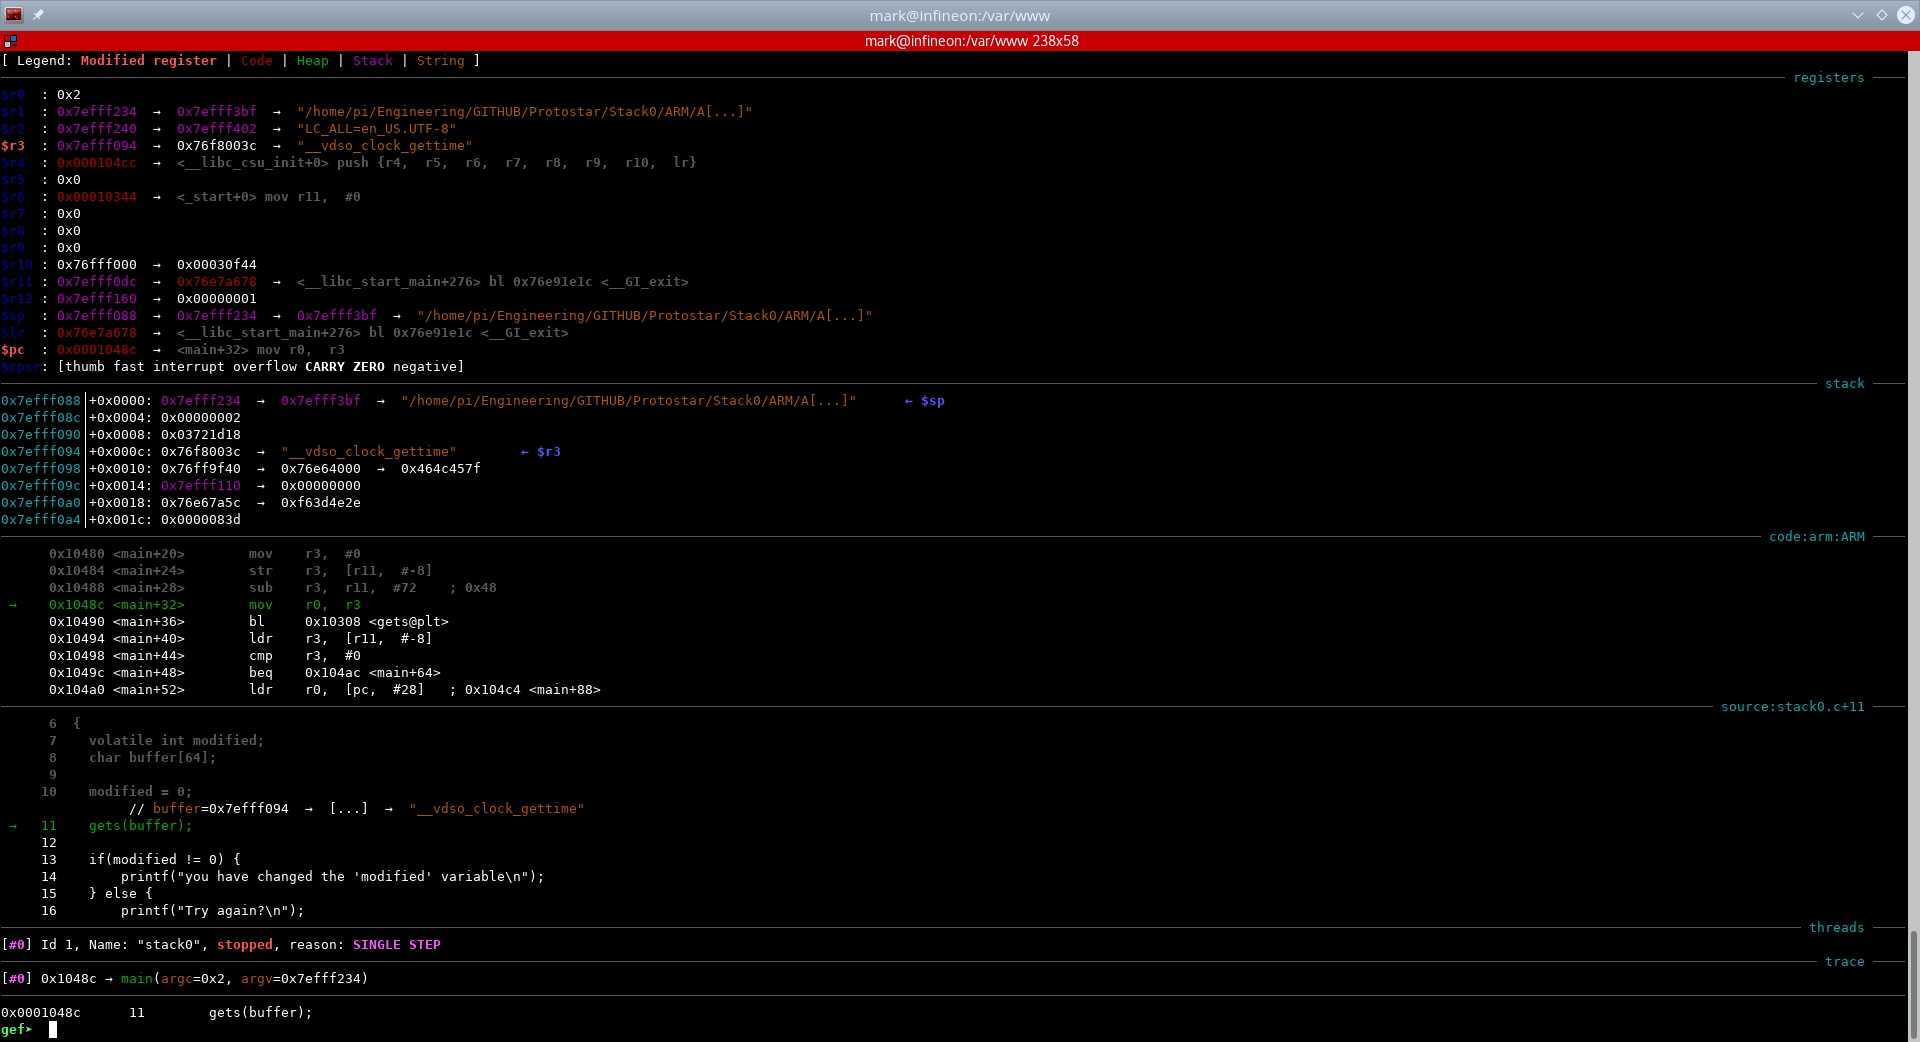 mark@infineon:/var/www
mark@infineon:/var/www 238x58
[ Legend: Modified register | Code | Heap | Stack | String ]
registers
$r0  : 0x2
$r1  : 0x7efff234  →  0x7efff3bf  →  "/home/pi/Engineering/GITHUB/Protostar/Stack0/ARM/A[...]"
$r2  : 0x7efff240  →  0x7efff402  →  "LC_ALL=en_US.UTF-8"
$r3  : 0x7efff094  →  0x76f8003c  →  "__vdso_clock_gettime"
$r4  : 0x000104cc  →  <__libc_csu_init+0> push {r4,  r5,  r6,  r7,  r8,  r9,  r10,  lr}
$r5  : 0x0
$r6  : 0x00010344  →  <_start+0> mov r11,  #0
$r7  : 0x0
$r8  : 0x0
$r9  : 0x0
$r10 : 0x76fff000  →  0x00030f44
$r11 : 0x7efff0dc  →  0x76e7a678  →  <__libc_start_main+276> bl 0x76e91e1c <__GI_exit>
$r12 : 0x7efff160  →  0x00000001
$sp  : 0x7efff088  →  0x7efff234  →  0x7efff3bf  →  "/home/pi/Engineering/GITHUB/Protostar/Stack0/ARM/A[...]"
$lr  : 0x76e7a678  →  <__libc_start_main+276> bl 0x76e91e1c <__GI_exit>
$pc  : 0x0001048c  →  <main+32> mov r0,  r3
$cpsr: [thumb fast interrupt overflow CARRY ZERO negative]
stack
0x7efff088│+0x0000: 0x7efff234  →  0x7efff3bf  →  "/home/pi/Engineering/GITHUB/Protostar/Stack0/ARM/A[...]"      ← $sp
0x7efff08c│+0x0004: 0x00000002
0x7efff090│+0x0008: 0x03721d18
0x7efff094│+0x000c: 0x76f8003c  →  "__vdso_clock_gettime"        ← $r3
0x7efff098│+0x0010: 0x76ff9f40  →  0x76e64000  →  0x464c457f
0x7efff09c│+0x0014: 0x7efff110  →  0x00000000
0x7efff0a0│+0x0018: 0x76e67a5c  →  0xf63d4e2e
0x7efff0a4│+0x001c: 0x0000083d
code:arm:ARM
0x10480 <main+20>        mov    r3,  #0
0x10484 <main+24>        str    r3,  [r11,  #-8]
0x10488 <main+28>        sub    r3,  r11,  #72    ; 0x48
→    0x1048c <main+32>        mov    r0,  r3
0x10490 <main+36>        bl     0x10308 <gets@plt>
0x10494 <main+40>        ldr    r3,  [r11,  #-8]
0x10498 <main+44>        cmp    r3,  #0
0x1049c <main+48>        beq    0x104ac <main+64>
0x104a0 <main+52>        ldr    r0,  [pc,  #28]   ; 0x104c4 <main+88>
source:stack0.c+11
6  {
7    volatile int modified;
8    char buffer[64];
9
10    modified = 0;
// buffer=0x7efff094  →  [...]  →  "__vdso_clock_gettime"
→   11    gets(buffer);
12
13    if(modified != 0) {
14        printf("you have changed the 'modified' variable\n");
15    } else {
16        printf("Try again?\n");
threads
[#0] Id 1, Name: "stack0", stopped, reason: SINGLE STEP
trace
[#0] 0x1048c → main(argc=0x2, argv=0x7efff234)
0x0001048c      11        gets(buffer);
gef➤